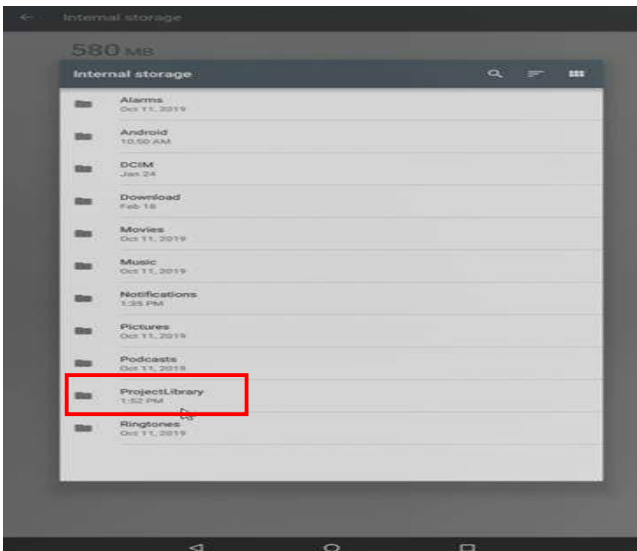 Internal storage
580 MB
Internal storage
Alarms
Oct 11, 2019
Android
10:50 AM
DCIM
Jan 24
Download
Feb 18
Movies
Oct 11, 2019
Music
Oct 11, 2019
Notifications
1:35 PM
Pictures
Oct 11, 2019
Podcasts
Oct 11, 2019
ProjectLibrary
1:52 PM
Ringtones
Oct 11, 2019